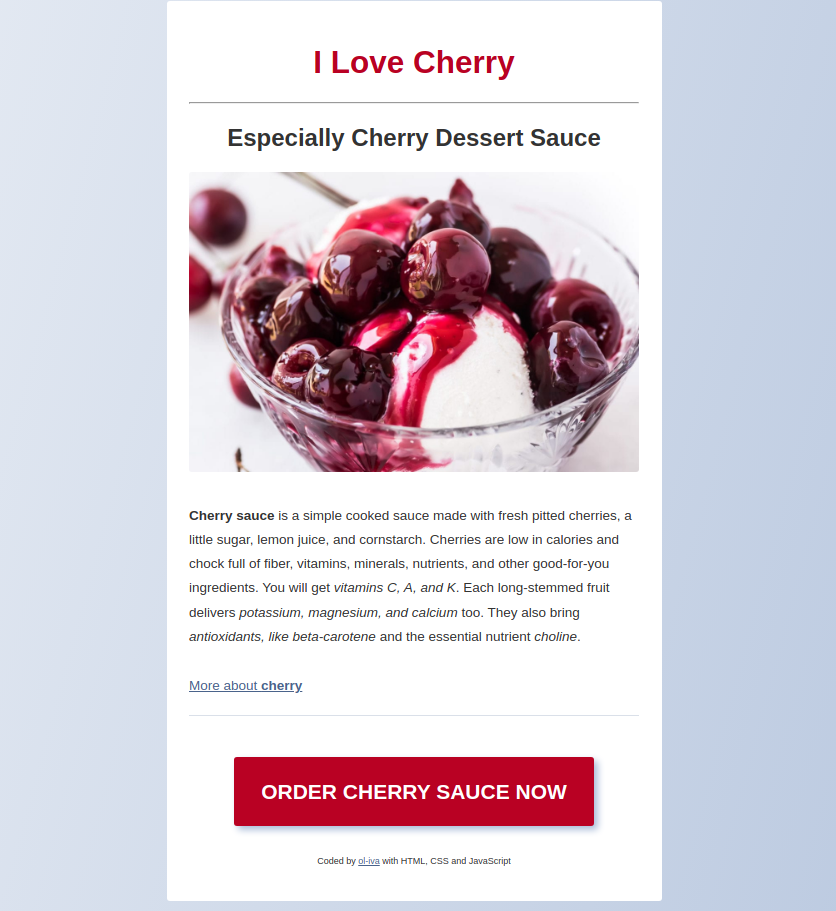 I Love Cherry
Especially Cherry Dessert Sauce
Cherry sauce is a simple cooked sauce made with fresh pitted cherries, a
little sugar, lemon juice, and cornstarch. Cherries are low in calories and
chock full of fiber, vitamins, minerals, nutrients, and other good-for-you
ingredients. You will get vitamins C, A, and K. Each long-stemmed fruit
delivers potassium, magnesium, and calcium too. They also bring
antioxidants, like beta-carotene and the essential nutrient choline.
More about cherry
ORDER CHERRY SAUCE NOW
Coded by ol-iva with HTML, CSS and JavaScript